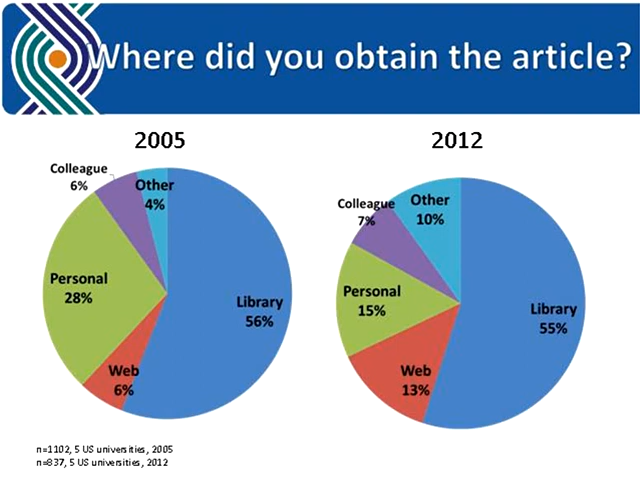 Where did you obtain the article?
2005
Colleague
6%
Other
4%
Personal
28%
Library
56%
Web
6%
2012
Colleague
7%
Other
10%
Personal
15%
Library
55%
Web
13%
n=1102, 5 US universities, 2005
n=837, 5 US universities, 2012